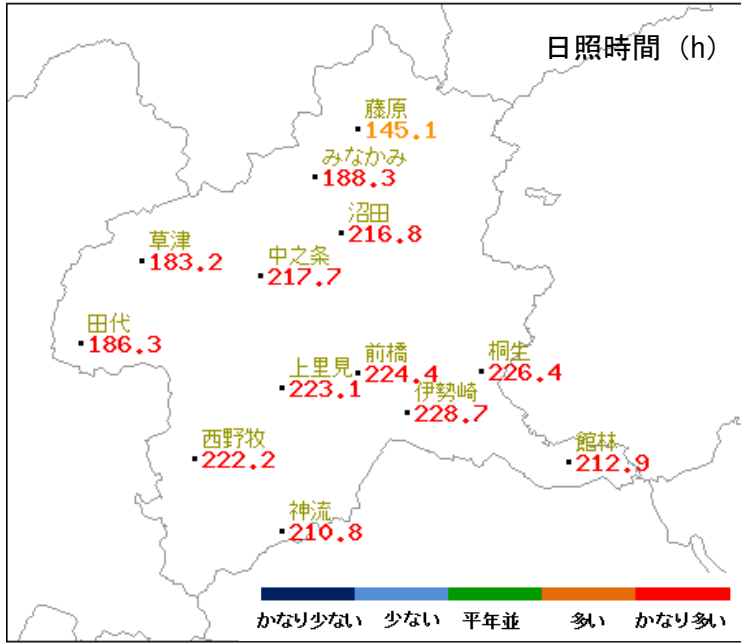 日照時間（h）
藤原
145.1
みなかみ
188.3
沼田
216.8
草津
183.2
中之条
217.7
田代
186.3
上里見
223.1
前橋
224.4
桐生
226.4
伊勢崎
228.7
西野牧
222.2
館林
212.9
神流
210.8
かなり少ない 少ない 平年並 多い かなり多い